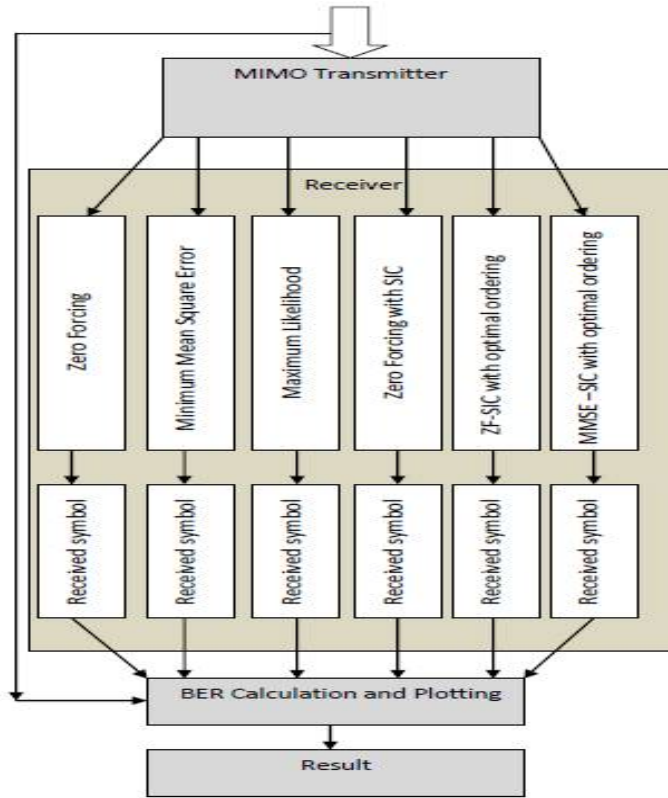 MIMO Transmitter
Receiver
Zero Forcing
Minimum Mean Square Error
Maximum Likelihood
Zero Forcing with SIC
ZF-SIC with optimal ordering
MMSE –SIC with optimal ordering
Received symbol
Received symbol
Received symbol
Received symbol
Received symbol
Received symbol
BER Calculation and Plotting
Result